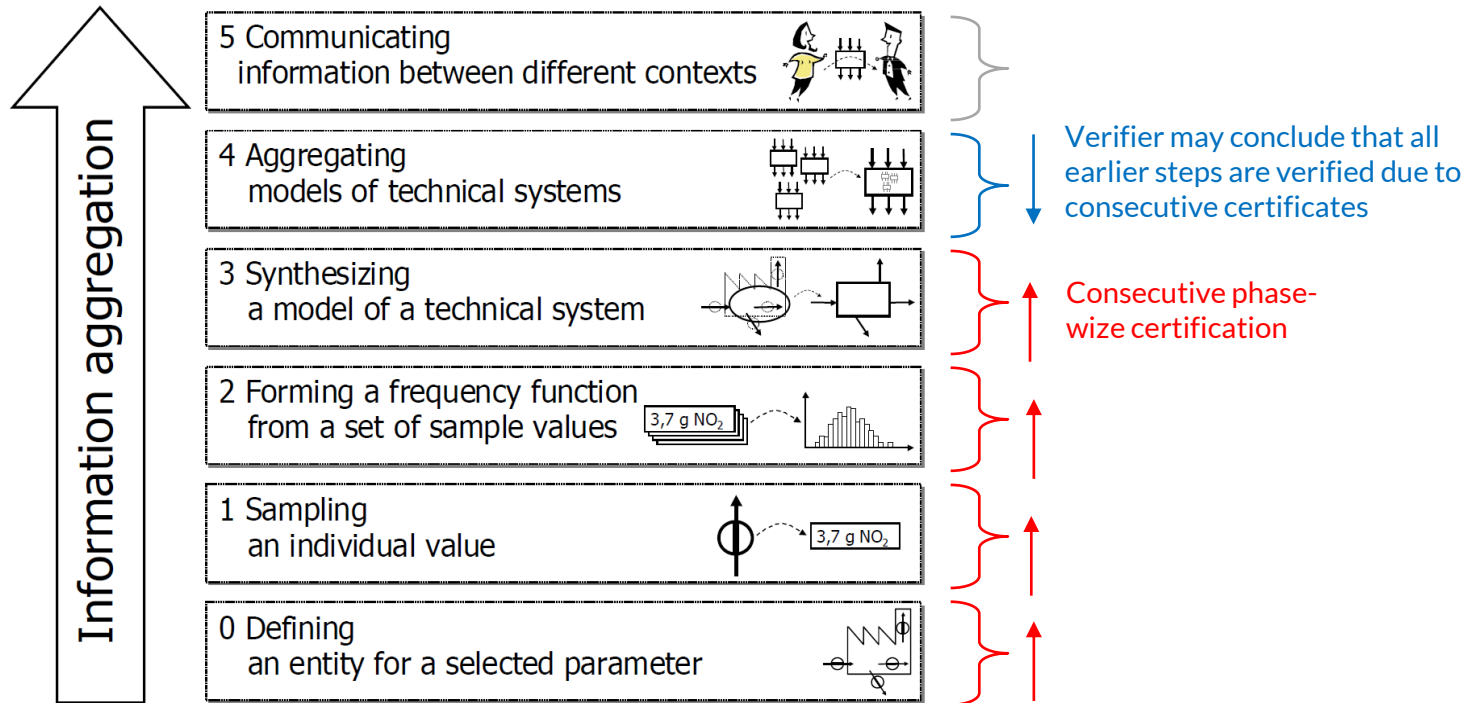 5 Communicating
information between different contexts
4 Aggregating
models of technical systems
Verifier may conclude that all
earlier steps are verified due to
consecutive certificates
3 Synthesizing
a model of a technical system
Consecutive phase-
wize certification
2 Forming a frequency function
from a set of sample values
3,7 g NO₂
1 Sampling
an individual value
3,7 g NO₂
0 Defining
an entity for a selected parameter
Information aggregation